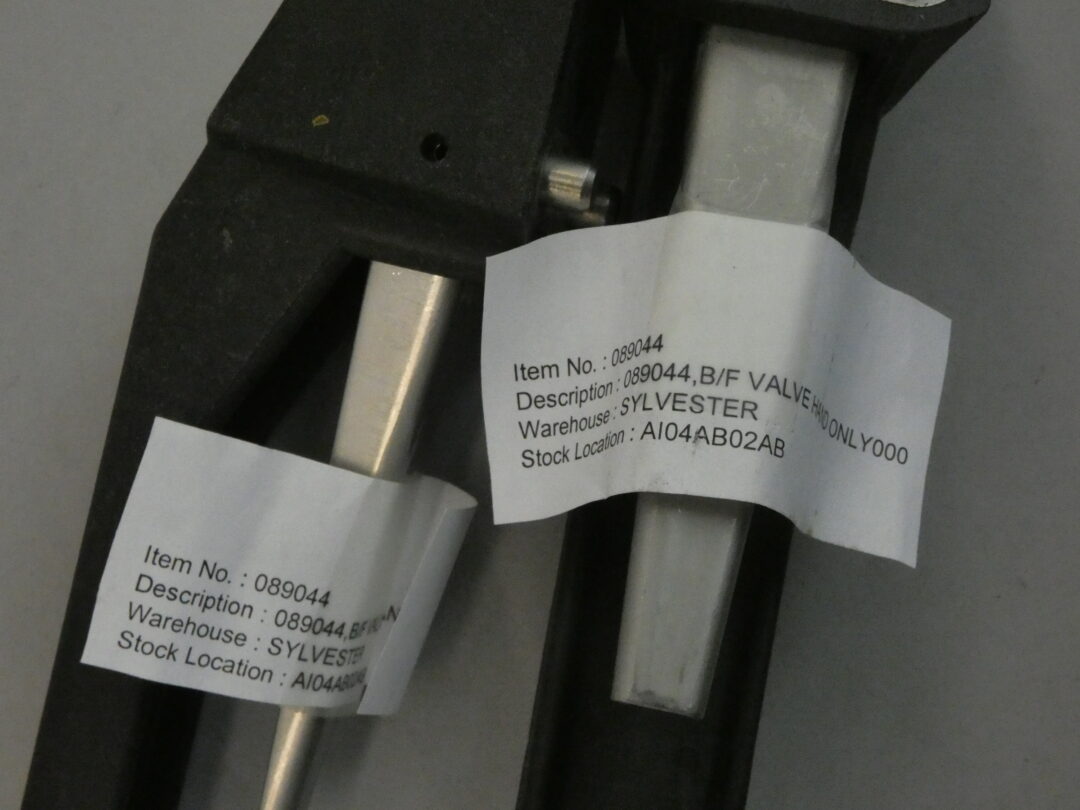 Item No. : 089044
Description : 089044,B/F VALVE HAND ONLY000
Warehouse : SYLVESTER
Stock Location : AI04AB02AB
Item No. : 089044
Description : 089044,B/F
Warehouse : SYLVESTER
Stock Location : AI04AB02AB